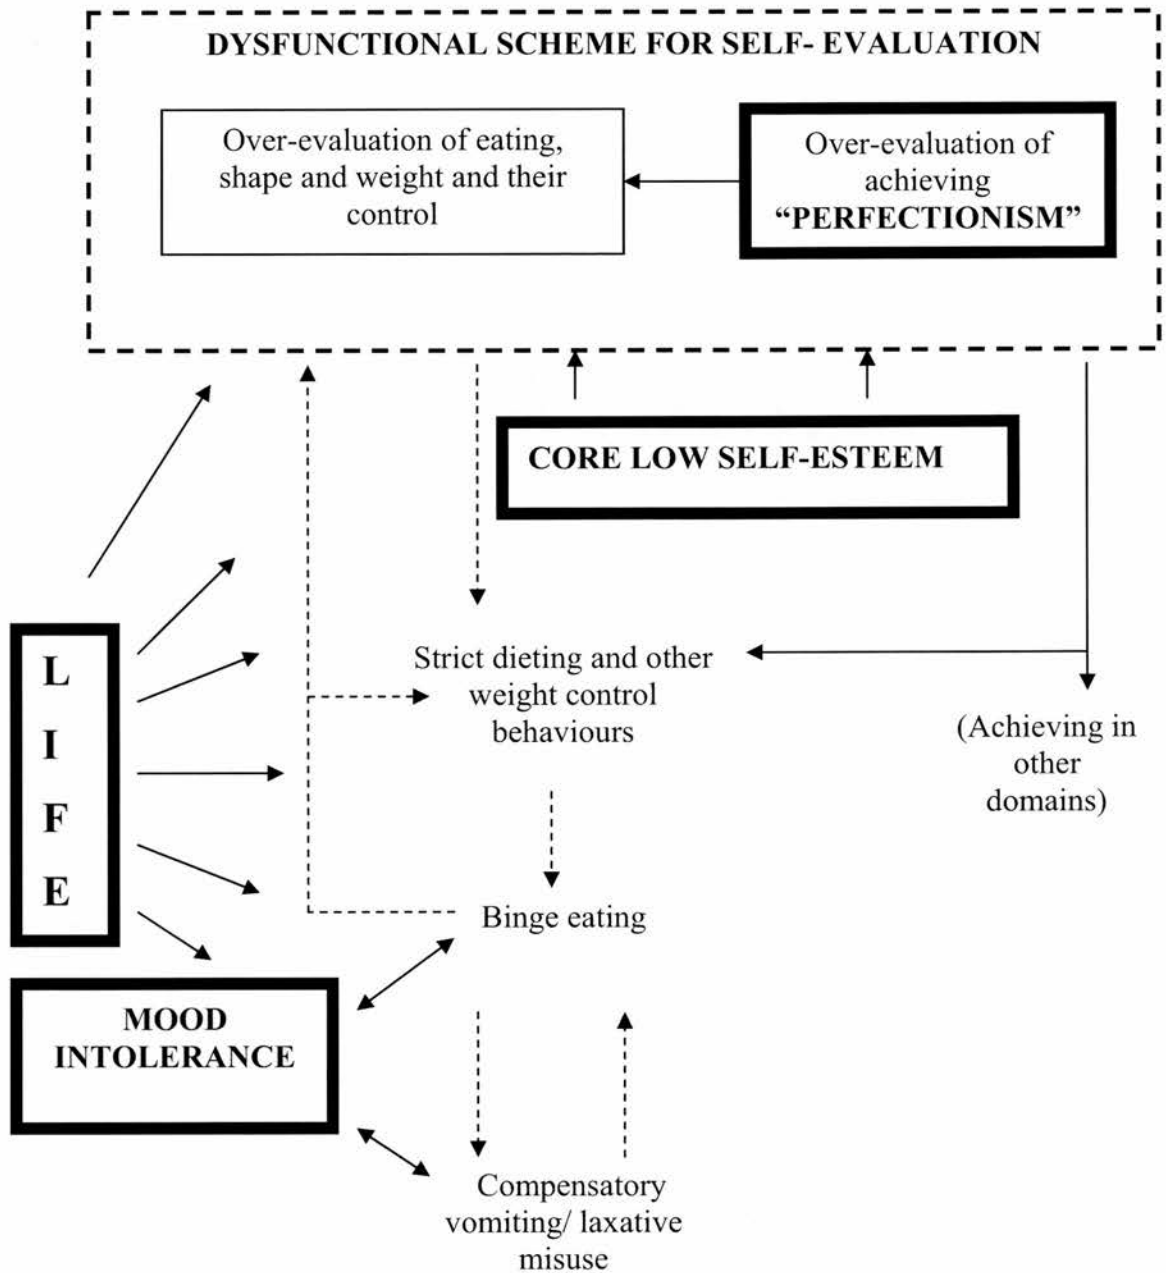 DYSFUNCTIONAL SCHEME FOR SELF- EVALUATION
Over-evaluation of eating,
shape and weight and their
control
Over-evaluation of
achieving
“PERFECTIONISM”
CORE LOW SELF-ESTEEM
L
I
F
E
Strict dieting and other
weight control
behaviours
(Achieving in
other
domains)
Binge eating
MOOD
INTOLERANCE
Compensatory
vomiting/ laxative
misuse